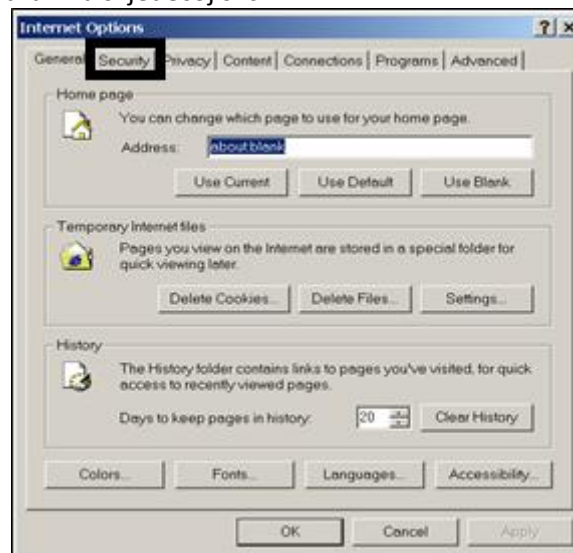 Internet Options
General Security Privacy Content Connections Programs Advanced
Home page
You can change which page to use for your home page.
Address: about:blank
Use Current Use Default Use Blank
Temporary Internet files
Pages you view on the Internet are stored in a special folder for
quick viewing later.
Delete Cookies... Delete Files... Settings...
History
The History folder contains links to pages you've visited, for quick
access to recently viewed pages.
Days to keep pages in history: 20 Clear History
Colors... Fonts... Languages... Accessibility...
OK Cancel Apply